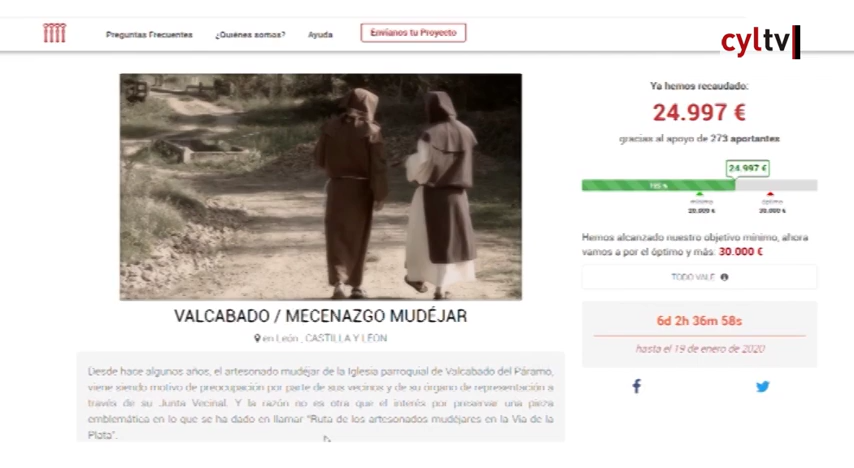 Preguntas Frecuentes
¿Quiénes somos?
Ayuda
Envíanos tu Proyecto
cyltv
Ya hemos recaudado:
24.997 €
gracias al apoyo de 273 aportantes
24.997 €
mínimo
óptimo
20.000 €
30.000 €
Hemos alcanzado nuestro objetivo mínimo, ahora
vamos a por el óptimo y más: 30.000 €
TODO VALE
6d 2h 36m 58s
hasta el 19 de enero de 2020
VALCABADO / MECENAZGO MUDÉJAR
en León, CASTILLA Y LEÓN
Desde hace algunos años, el artesonado mudéjar de la Iglesia parroquial de Valcabado del Páramo,
viene siendo motivo de preocupación por parte de sus vecinos y de su órgano de representación a
través de su Junta Vecinal. Y la razón no es otra que el interés por preservar una pieza
emblemática en lo que se ha dado en llamar "Ruta de los artesonados mudéjares en la Vía de la
Plata".